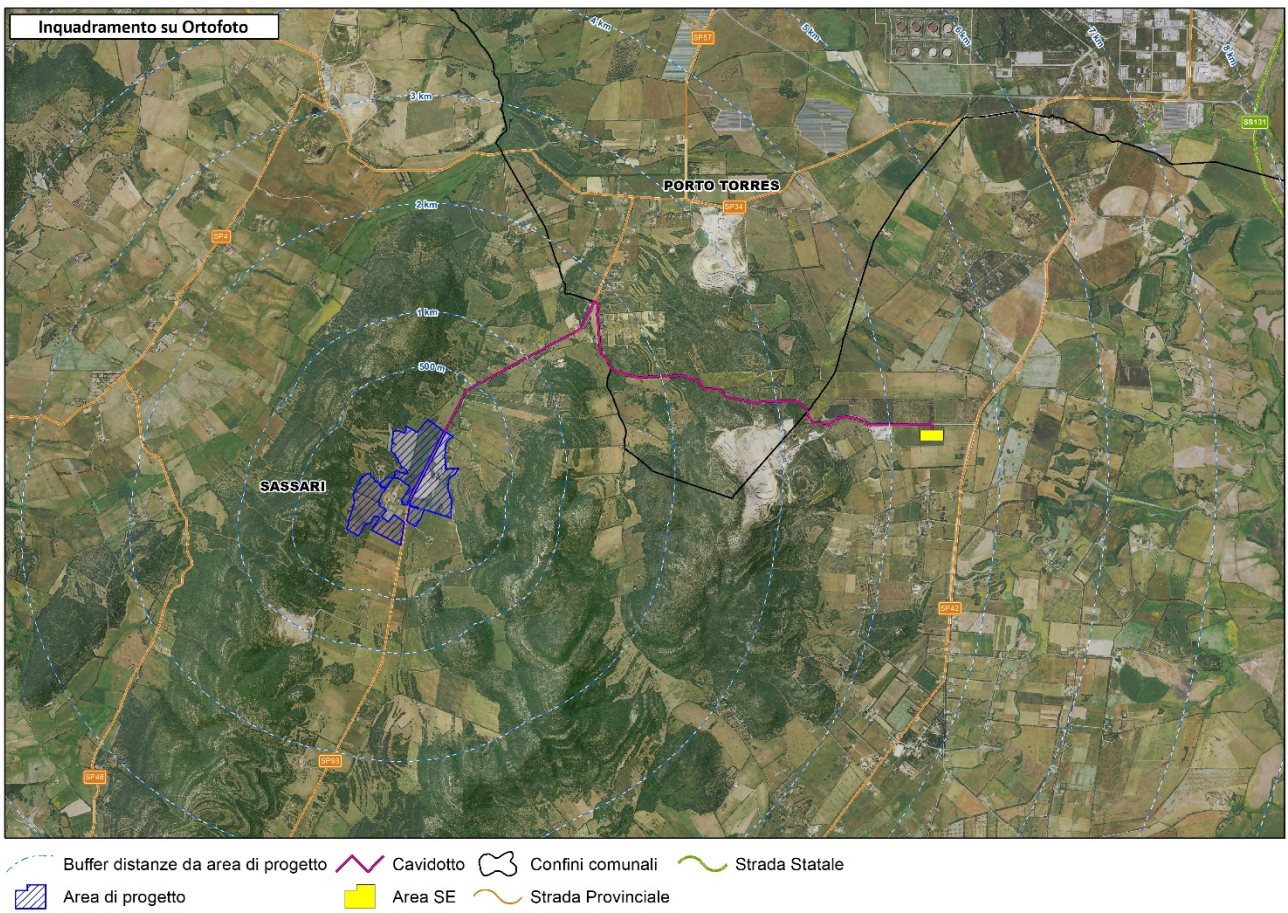 Inquadramento su Ortofoto
4 km
SP57
5 km
6 km
7 km
8 km
3 km
SS131
PORTO TORRES
SP34
2 km
SP4
1 km
500 m
SASSARI
SP42
SP93
SP46
Buffer distanze da area di progetto
Cavidotto
Confini comunali
Strada Statale
Area di progetto
Area SE
Strada Provinciale